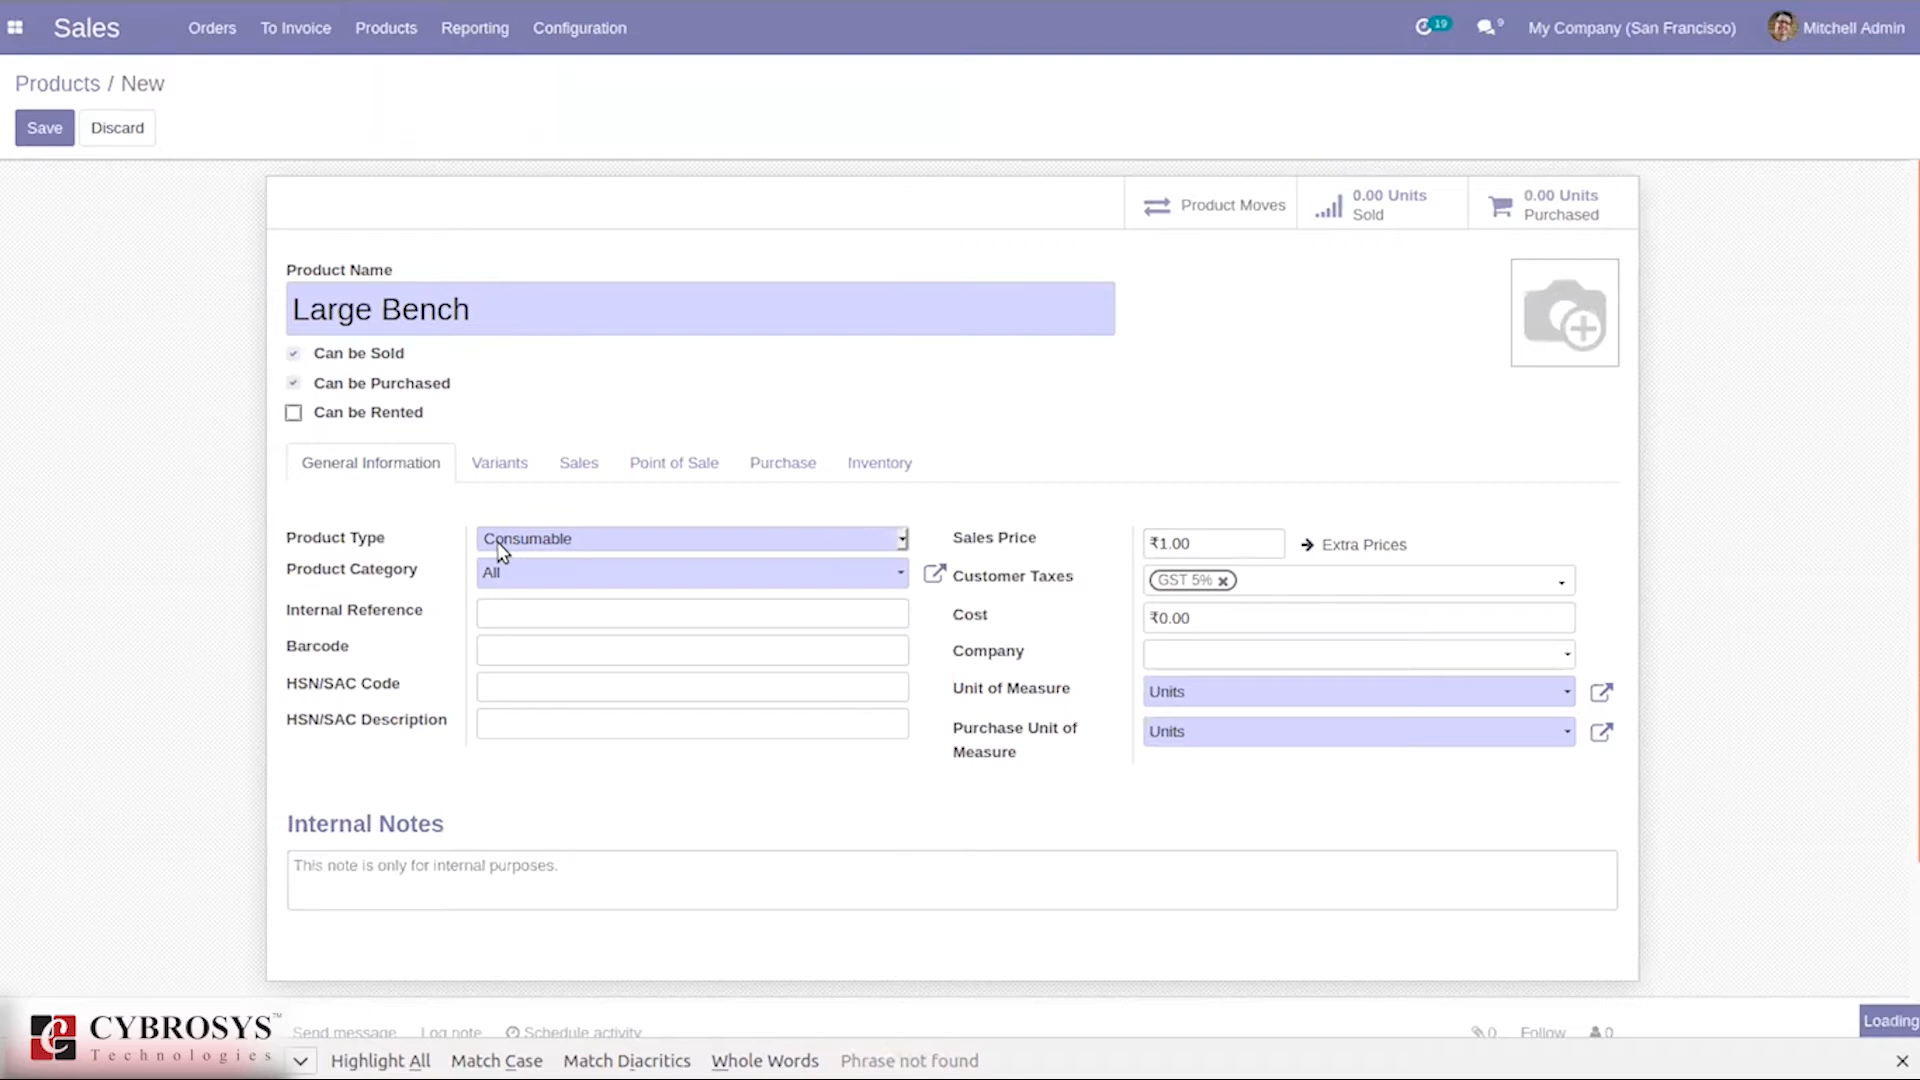 Sales
Orders
To Invoice
Products
Reporting
Configuration
19
9
My Company (San Francisco)
Mitchell Admin
Products / New
Save
Discard
Product Moves
0.00 Units
Sold
0.00 Units
Purchased
Product Name
Large Bench
Can be Sold
Can be Purchased
Can be Rented
General Information
Variants
Sales
Point of Sale
Purchase
Inventory
Product Type
Consumable
Product Category
All
Internal Reference
Barcode
HSN/SAC Code
HSN/SAC Description
Sales Price
₹1.00
Extra Prices
Customer Taxes
GST 5%
Cost
₹0.00
Company
Unit of Measure
Units
Purchase Unit of
Measure
Units
Internal Notes
This note is only for internal purposes.
Send message
Log note
Schedule activity
0
Follow
0
Loading
CYBROSYS™
Technologies
Highlight All
Match Case
Match Diacritics
Whole Words
Phrase not found